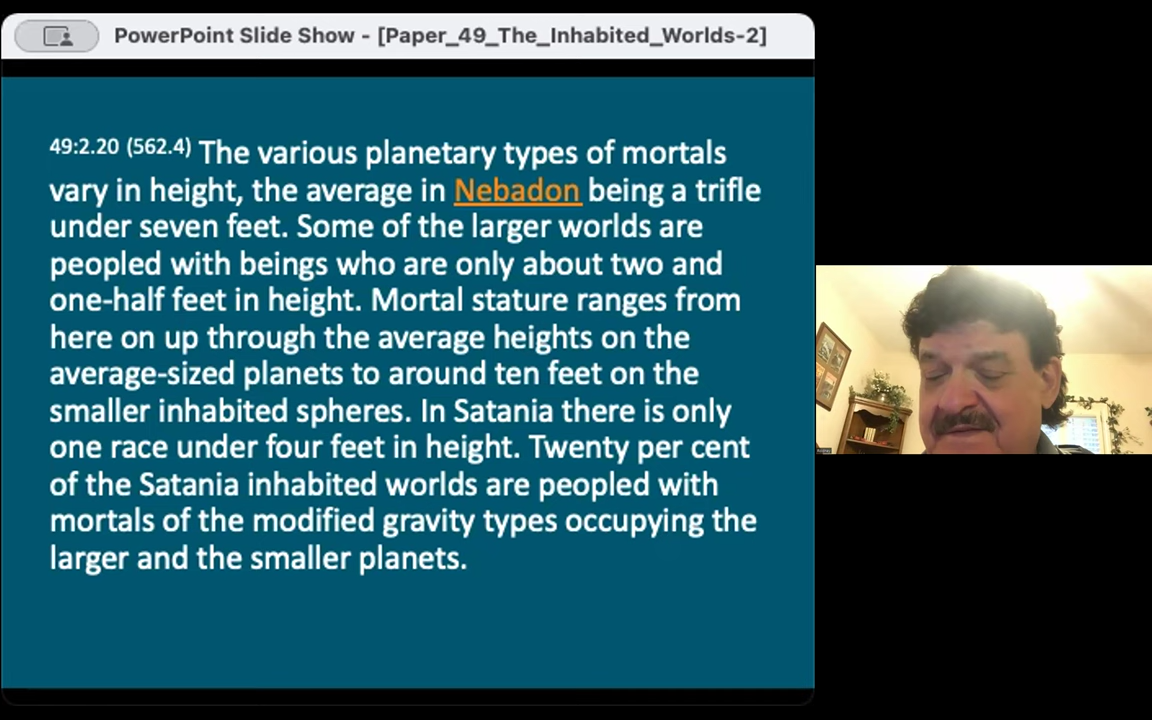 PowerPoint Slide Show - [Paper_49_The_Inhabited_Worlds-2]
49:2.20 (562.4) The various planetary types of mortals
vary in height, the average in Nebadon being a trifle
under seven feet. Some of the larger worlds are
peopled with beings who are only about two and
one-half feet in height. Mortal stature ranges from
here on up through the average heights on the
average-sized planets to around ten feet on the
smaller inhabited spheres. In Satania there is only
one race under four feet in height. Twenty per cent
of the Satania inhabited worlds are peopled with
mortals of the modified gravity types occupying the
larger and the smaller planets.